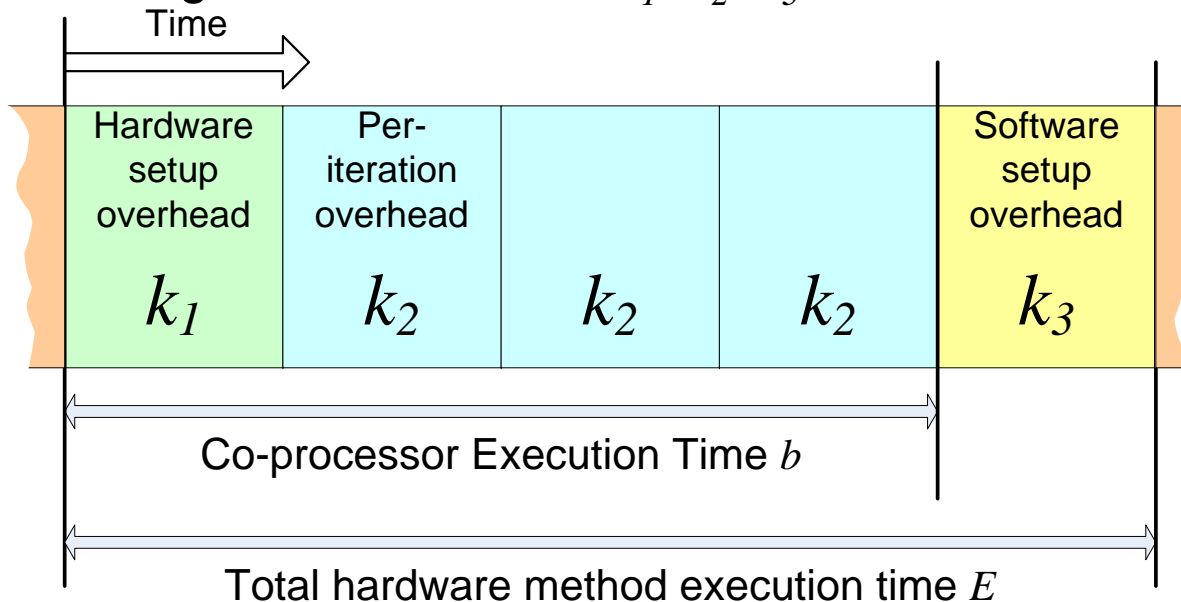 Time
Hardware
setup
overhead
k1
Per-
iteration
overhead
k2
k2
k2
Software
setup
overhead
k3
Co-processor Execution Time b
Total hardware method execution time E